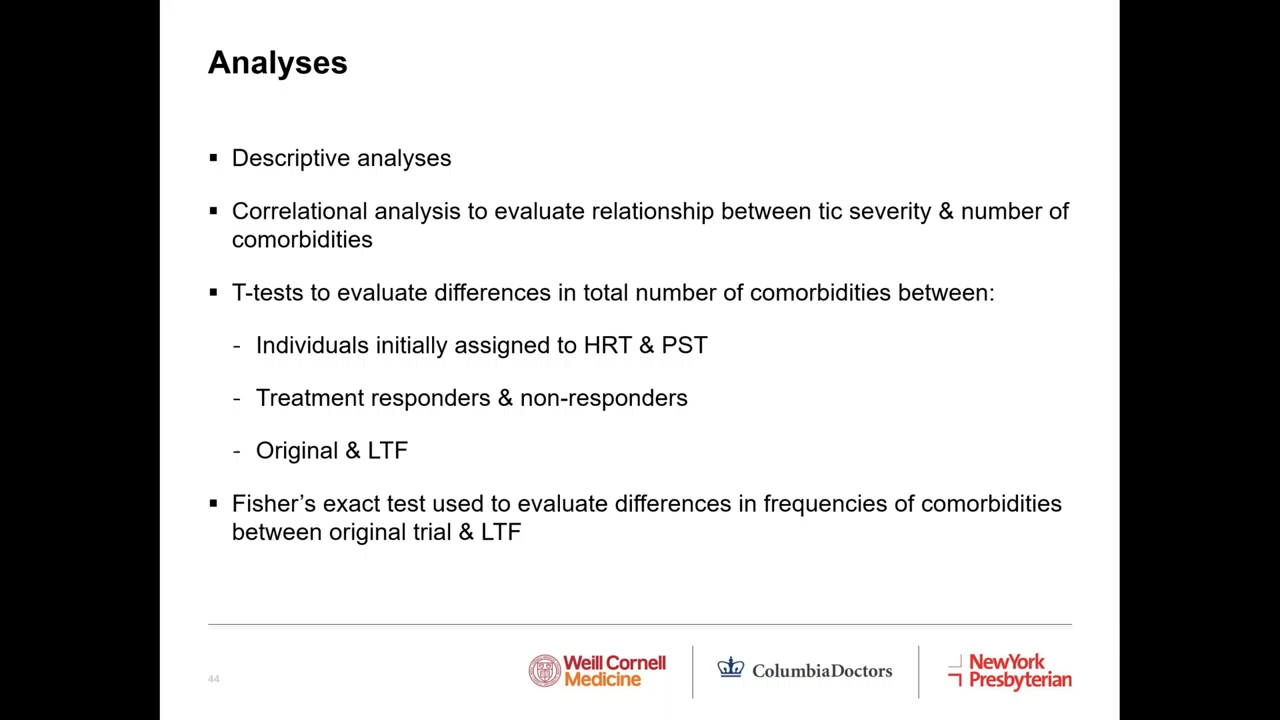 Analyses
▪ Descriptive analyses
▪ Correlational analysis to evaluate relationship between tic severity & number of
comorbidities
▪ T-tests to evaluate differences in total number of comorbidities between:
- Individuals initially assigned to HRT & PST
- Treatment responders & non-responders
- Original & LTF
▪ Fisher’s exact test used to evaluate differences in frequencies of comorbidities
between original trial & LTF
44
Weill Cornell
Medicine
ColumbiaDoctors
NewYork
Presbyterian